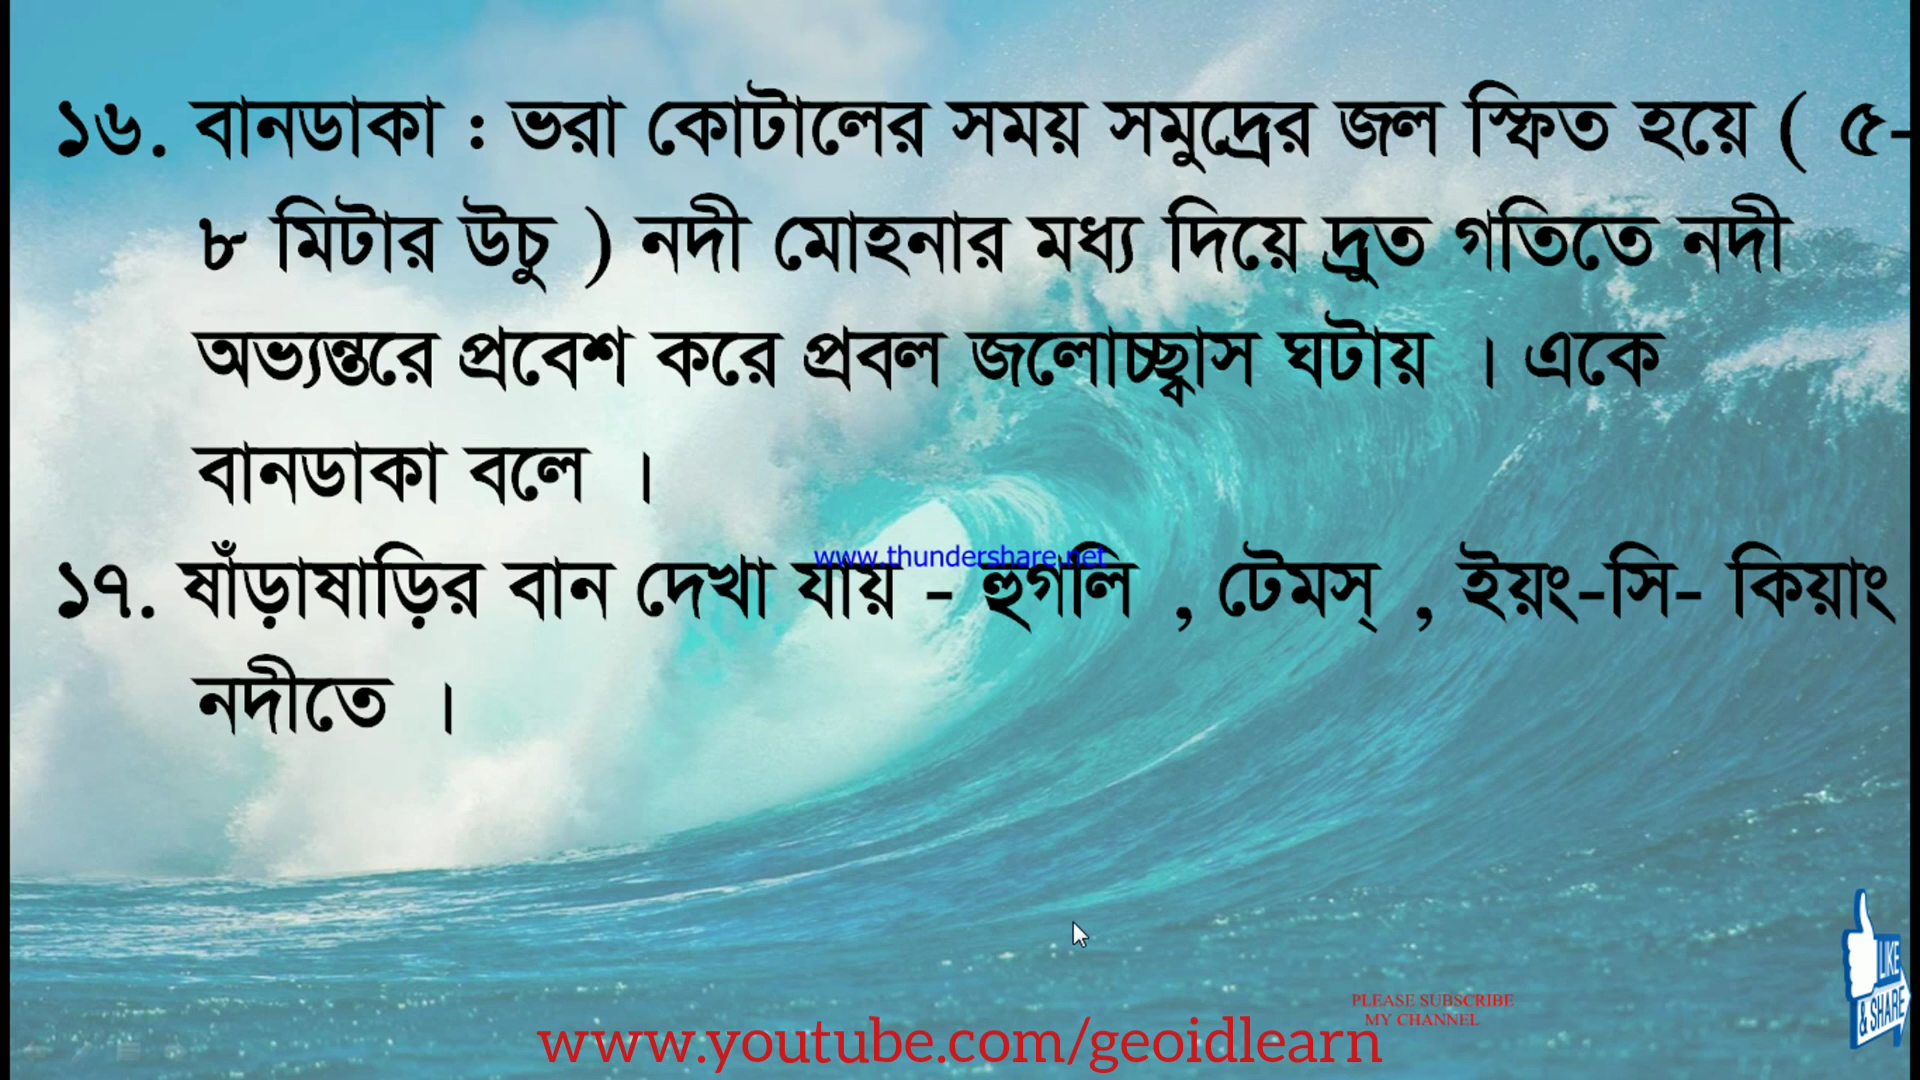 ১৬. বানডাকা : ভরা কোটালের সময় সমুদ্রের জল স্ফিত হয়ে ( ৫-
৮ মিটার উচু ) নদী মোহনার মধ্য দিয়ে দ্রুত গতিতে নদী
অভ্যন্তরে প্রবেশ করে প্রবল জলোচ্ছ্বাস ঘটায় । একে
বানডাকা বলে ।
www.thundershare.net
১৭. ষাঁড়াষাড়ির বান দেখা যায় - হুগলি , টেমস্ , ইয়ং-সি- কিয়াং
নদীতে ।
LIKE
& SHARE
PLEASE SUBSCRIBE
MY CHANNEL
www.youtube.com/geoidlearn